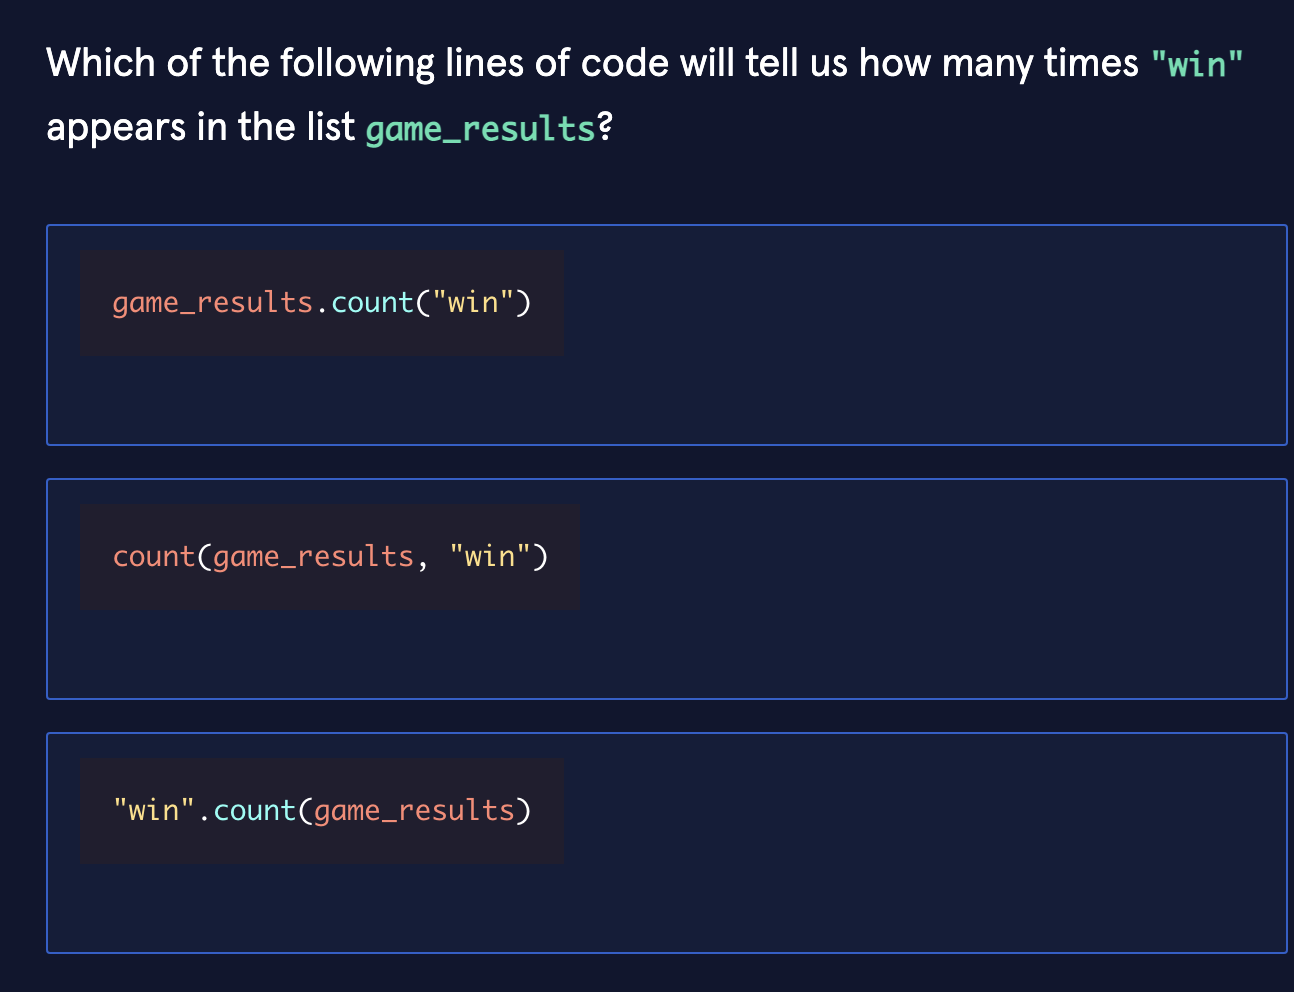 Which of the following lines of code will tell us how many times "win"
appears in the list game_results?
game_results.count("win")
count(game_results, "win")
"win".count(game_results)